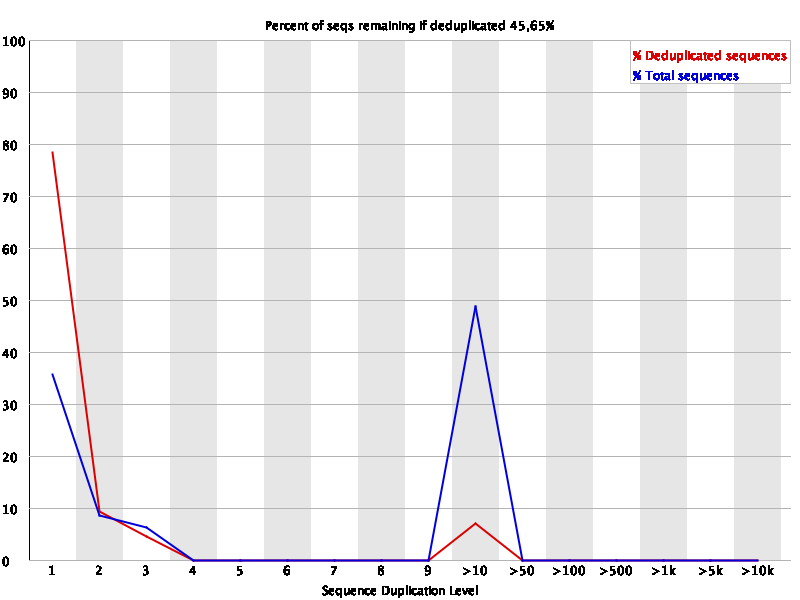 Percent of seqs remaining if deduplicated 45,65%
% Deduplicated sequences
% Total sequences
100
90
80
70
60
50
40
30
20
10
0
1 2 3 4 5 6 7 8 9 >10 >50 >100 >500 >1k >5k >10k
Sequence Duplication Level